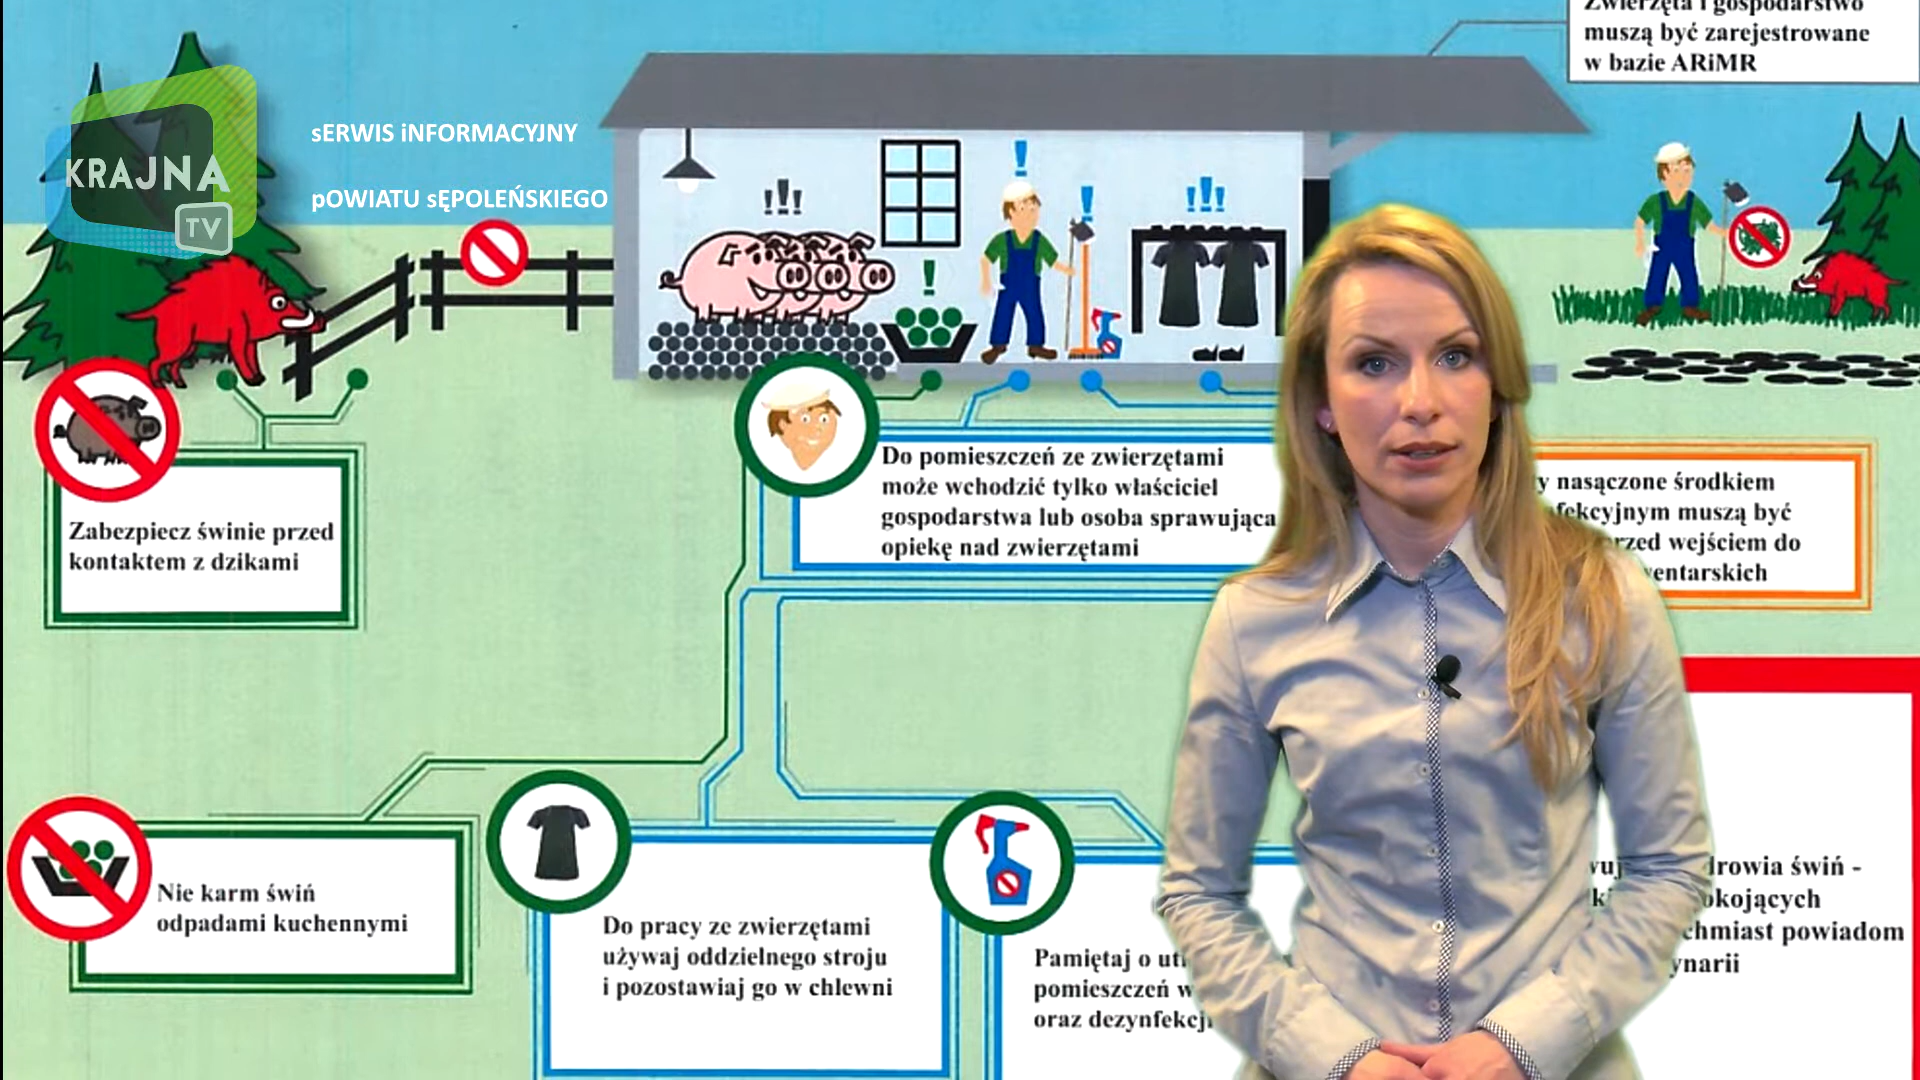 Zwierzęta i gospodarstwo
muszą być zarejestrowane
w bazie ARiMR
KRAJNA
TV
sERWIS iNFORMACYJNY
pOWIATU sĘPOLEŃSKIEGO
Zabezpiecz świnie przed
kontaktem z dzikami
Do pomieszczeń ze zwierzętami
może wchodzić tylko właściciel
gospodarstwa lub osoba sprawująca
opiekę nad zwierzętami
nasączone środkiem
muszą być
wejściem do
Nie karm świń
odpadami kuchennymi
Do pracy ze zwierzętami
używaj oddzielnego stroju
i pozostawiaj go w chlewni
Pamiętaj o
pomieszczeń
oraz
świń -
powiadom